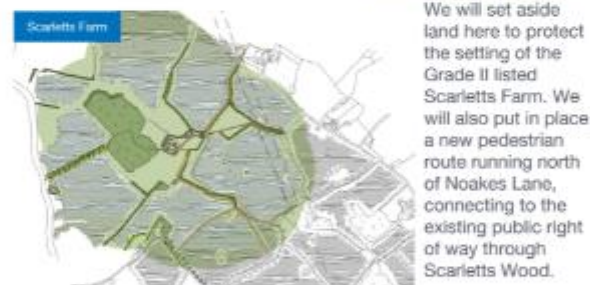 Scarletts Farm
We will set aside
land here to protect
the setting of the
Grade II listed
Scarletts Farm. We
will also put in place
a new pedestrian
route running north
of Noakes Lane,
connecting to the
existing public right
of way through
Scarletts Wood.